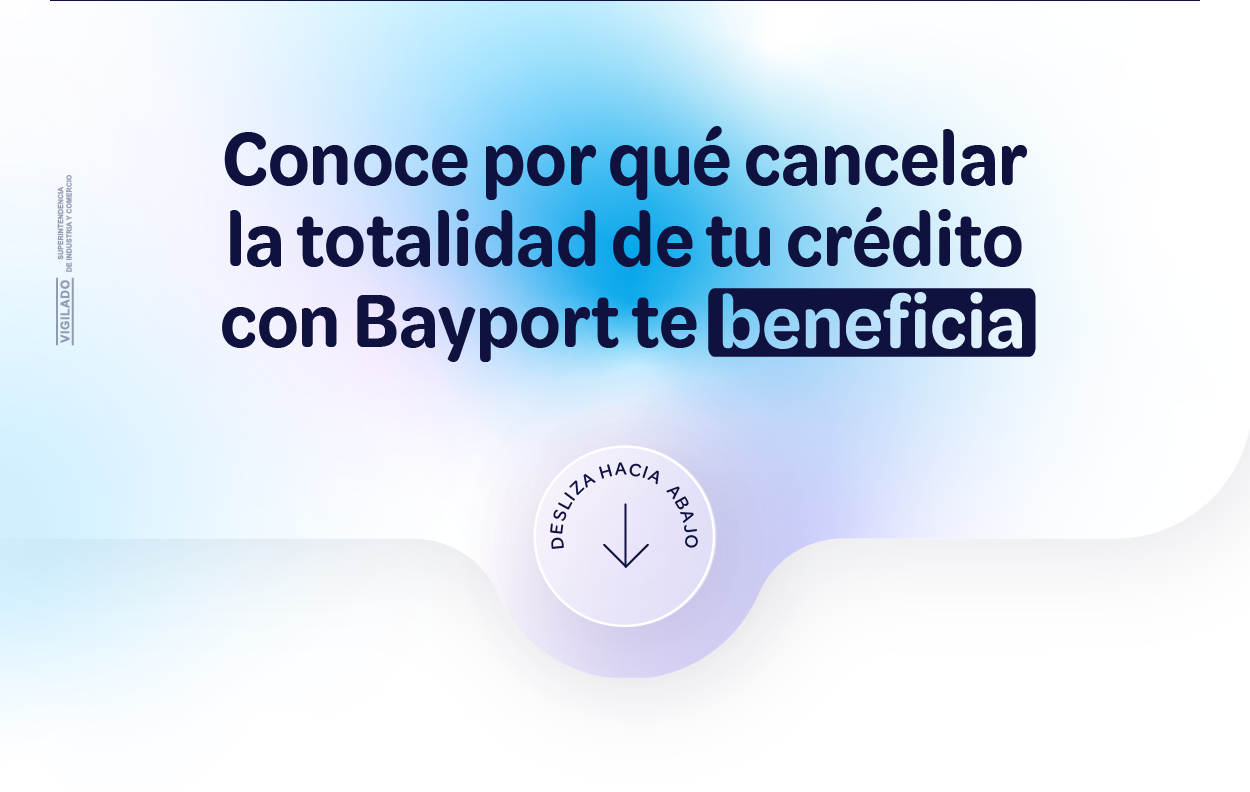 Conoce por qué cancelar
la totalidad de tu crédito
con Bayport te beneficia
VIGILADO
SUPERINTENDENCIA
DE INDUSTRIA Y COMERCIO
DESLIZA HACIA ABAJO